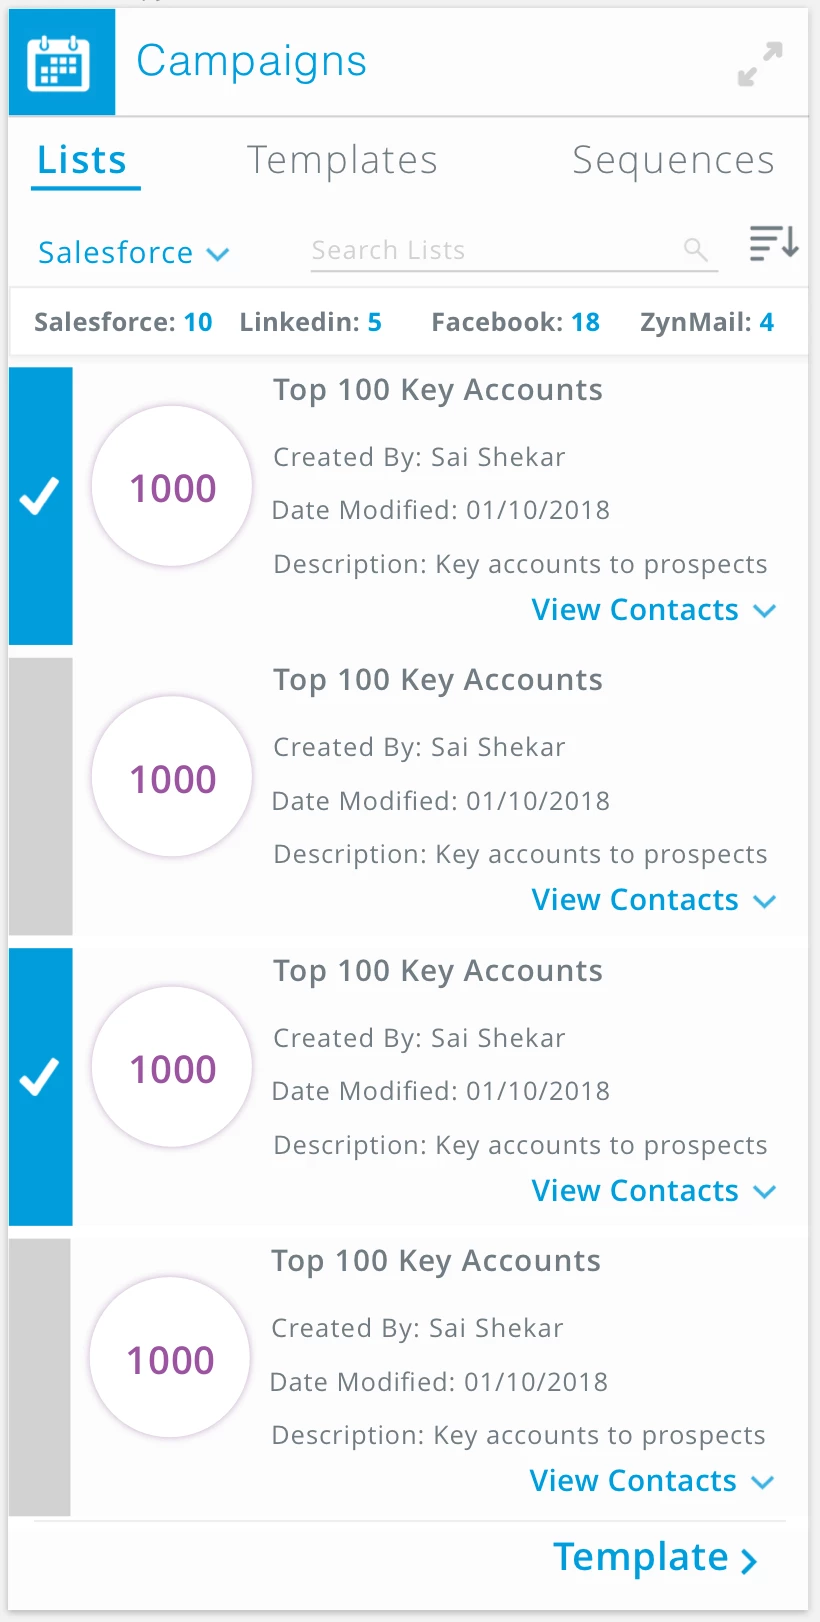 Campaigns
Lists Templates Sequences
Salesforce Search Lists
Salesforce: 10 Linkedin: 5 Facebook: 18 ZynMail: 4
Top 100 Key Accounts
Created By: Sai Shekar
1000
Date Modified: 01/10/2018
Description: Key accounts to prospects
View Contacts
Top 100 Key Accounts
Created By: Sai Shekar
1000
Date Modified: 01/10/2018
Description: Key accounts to prospects
View Contacts
Top 100 Key Accounts
Created By: Sai Shekar
1000
Date Modified: 01/10/2018
Description: Key accounts to prospects
View Contacts
Top 100 Key Accounts
Created By: Sai Shekar
1000
Date Modified: 01/10/2018
Description: Key accounts to prospects
View Contacts
Template